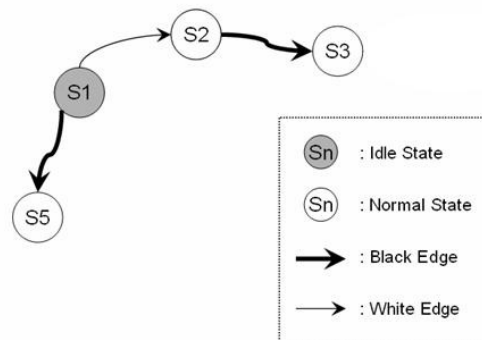 S2
S3
S1
S5
Sn : Idle State
Sn : Normal State
: Black Edge
: White Edge